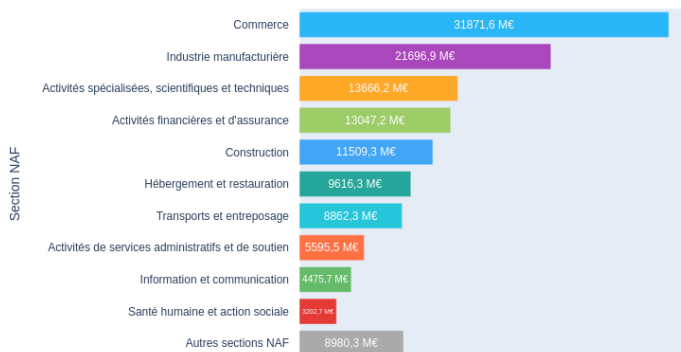 Section NAF
Commerce 31871,6 M€
Industrie manufacturière 21696,9 M€
Activités spécialisées, scientifiques et techniques 13666,2 M€
Activités financières et d'assurance 13047,2 M€
Construction 11509,3 M€
Hébergement et restauration 9616,3 M€
Transports et entreposage 8862,3 M€
Activités de services administratifs et de soutien 5595,5 M€
Information et communication 4475,7 M€
Santé humaine et action sociale 3202,7 M€
Autres sections NAF 8980,3 M€